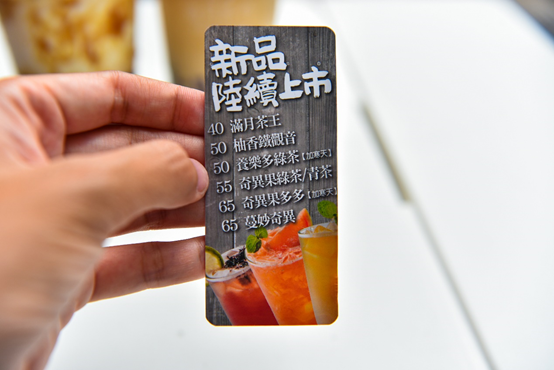 新品
陸續上市
40 滿月茶王
50 柚香鐵觀音
50 養樂多綠茶【加寒天】
55 奇異果綠茶/青茶
65 奇異果多多【加寒天】
65 蔓妙奇異